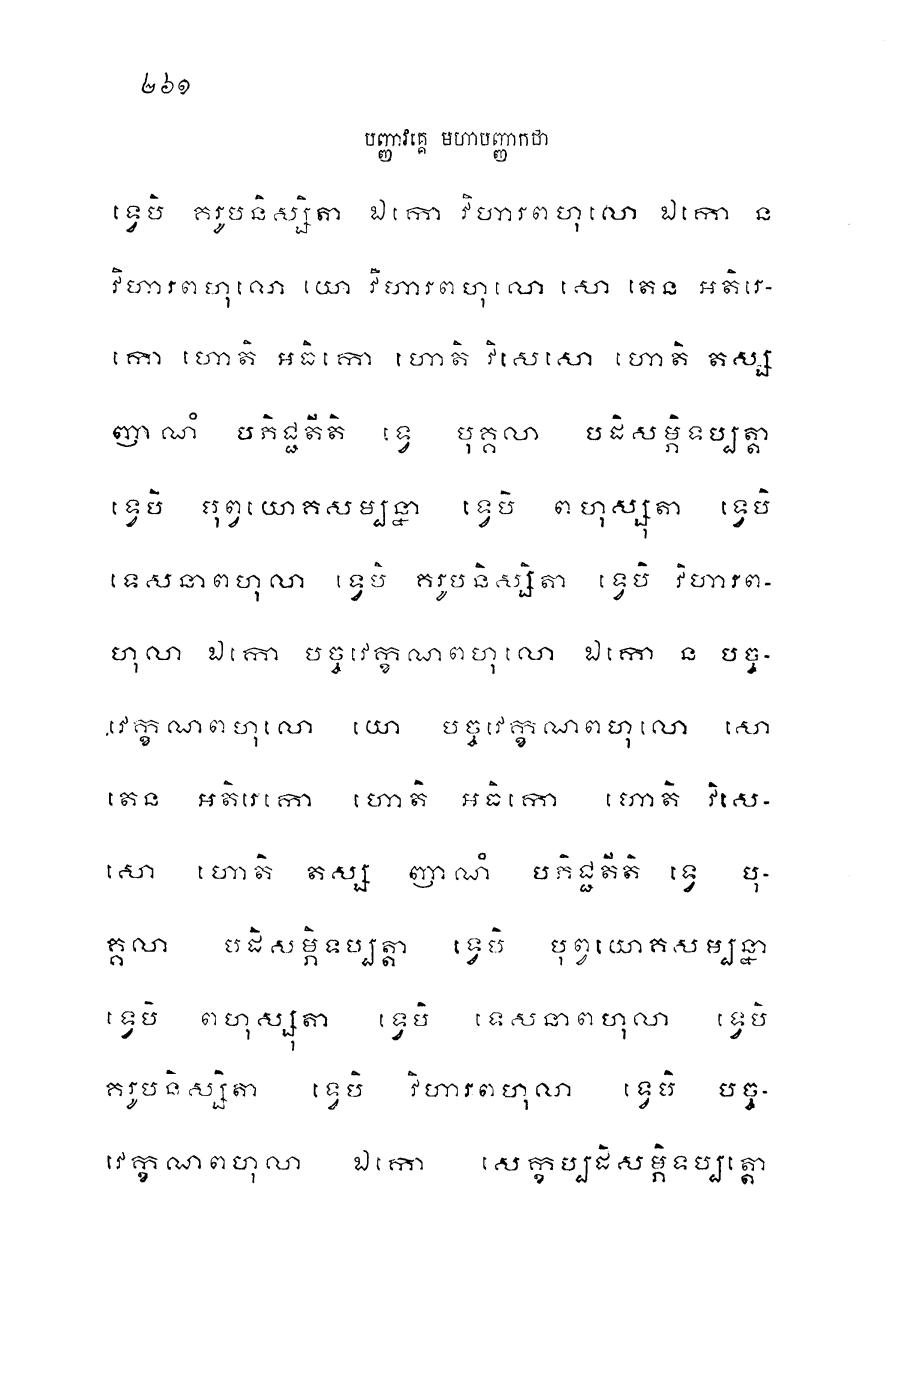 ២៦១
បញ្ញាវគ្គេ មហាបញ្ញាកថា
ទ្វេបិ គរូបនិស្សិតា ឯកោ វិហារពហុលោ ឯកោ ន
វិហារពហុលោ យោ វិហារពហុលោ សោ តេន អតិរេ-
កោ ហោតិ អធិកោ ហោតិ វិសេសោ ហោតិ តស្ស
ញាណំ បភិជ្ជតីតិ ទ្វេ បុគ្គលា បដិសម្ភិទប្បត្តា
ទ្វេបិ បុព្វយោគសម្បន្នា ទ្វេបិ ពហុស្សុតា ទ្វេបិ
ទេសនាពហុលា ទ្វេបិ គរូបនិស្សិតា ទ្វេបិ វិហារព-
ហុលា ឯកោ បច្ចវេក្ខណាពហុលោ ឯកោ ន បច្ច-
វេក្ខណាពហុលោ យោ បច្ចវេក្ខណាពហុលោ សោ
តេន អតិរេកោ ហោតិ អធិកោ ហោតិ វិសេ-
សោ ហោតិ តស្ស ញាណំ បភិជ្ជតីតិ ទ្វេ បុ-
គ្គលា បដិសម្ភិទប្បត្តា ទ្វេបិ បុព្វយោគសម្បន្នា
ទ្វេបិ ពហុស្សុតា ទ្វេបិ ទេសនាពហុលា ទ្វេបិ
គរូបនិស្សិតា ទ្វេបិ វិហារពហុលា ទ្វេបិ បច្ច-
វេក្ខណាពហុលា ឯកោ សេក្ខប្បដិសម្ភិទប្បត្តោ